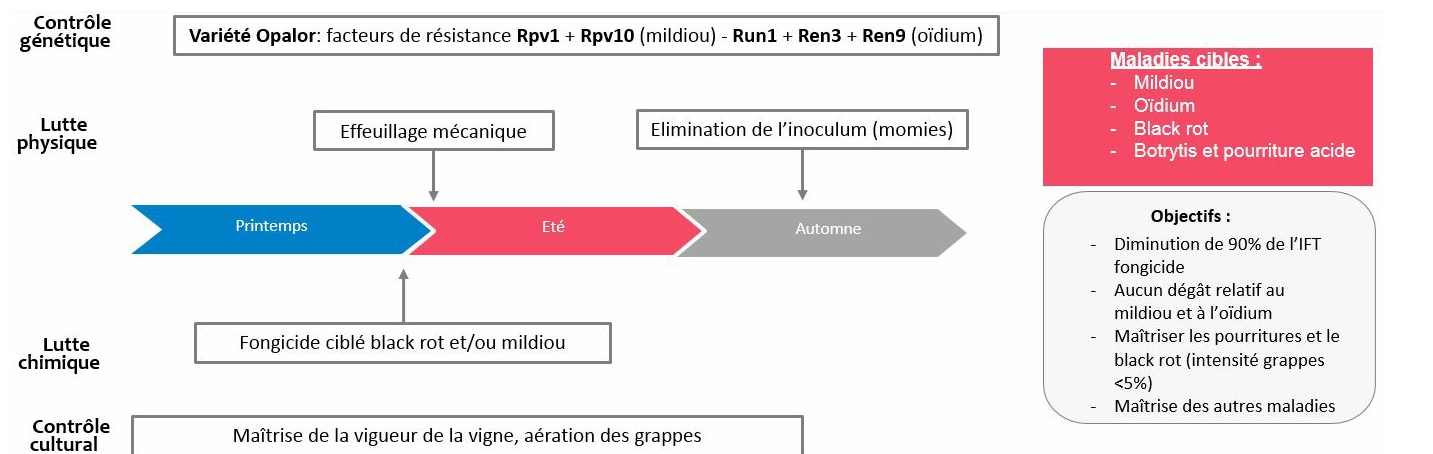 Contrôle
génétique
Variété Opalor: facteurs de résistance Rpv1 + Rpv10 (mildiou) - Run1 + Ren3 + Ren9 (oïdium)
Maladies cibles :
- Mildiou
- Oïdium
- Black rot
- Botrytis et pourriture acide
Lutte
physique
Effeuillage mécanique
Elimination de l'inoculum (momies)
Printemps
Eté
Automne
Objectifs :
- Diminution de 90% de l'IFT
fongicide
- Aucun dégât relatif au
mildiou et à l'oïdium
- Maîtriser les pourritures et le
black rot (intensité grappes
<5%)
- Maîtrise des autres maladies
Lutte
chimique
Fongicide ciblé black rot et/ou mildiou
Contrôle
cultural
Maîtrise de la vigueur de la vigne, aération des grappes